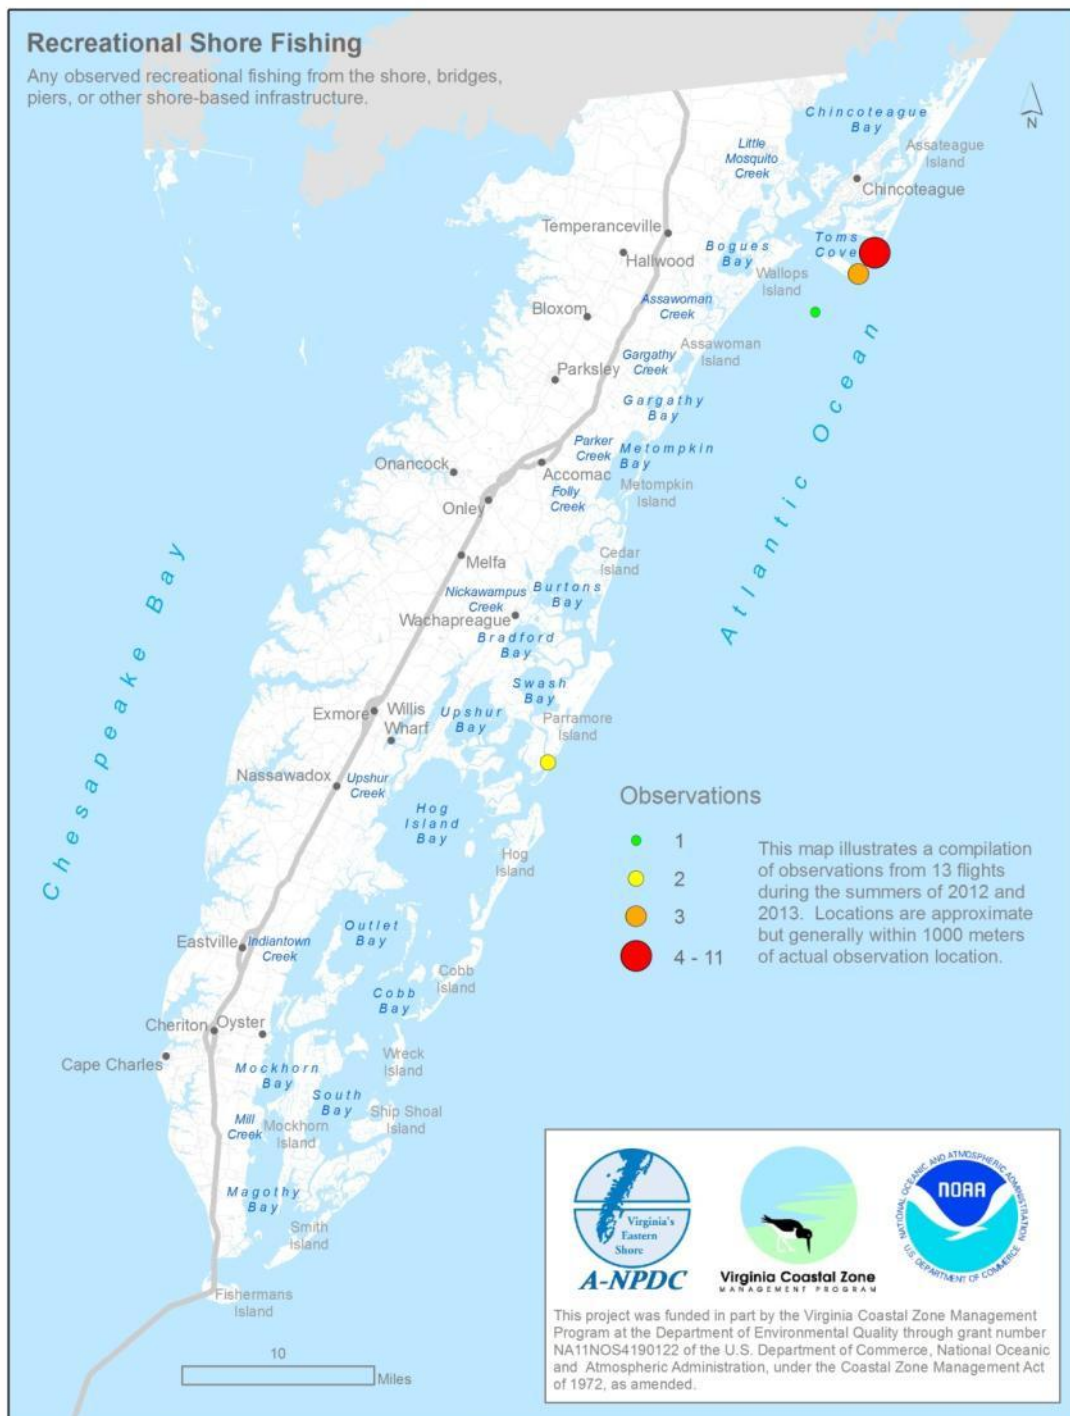 Recreational Shore Fishing
Any observed recreational fishing from the shore, bridges,
piers, or other shore-based infrastructure.
N
Chincoteague
Bay
Assateague
Island
Little
Mosquito
Creek
Chincoteague
Temperanceville
Hallwood
Bogues
Bay
Toms
Cove
Wallops
Island
Bloxom
Assawoman
Creek
Assawoman
Island
Parksley
Gargathy
Creek
Gargathy
Bay
Atlantic Ocean
Onancock
Parker
Creek
Metompkin
Bay
Accomac
Metompkin
Island
Folly
Creek
Onley
Melfa
Cedar
Island
Nickawampus
Creek
Burtons
Bay
Wachapreague
Bradford
Bay
Swash
Bay
Chesapeake Bay
Exmore
Willis
Wharf
Upshur
Bay
Parramore
Island
Nassawadox
Upshur
Creek
Hog
Island
Bay
Hog
Island
Observations
1
2
3
4 - 11
This map illustrates a compilation
of observations from 13 flights
during the summers of 2012 and
2013.  Locations are approximate
but generally within 1000 meters
of actual observation location.
Eastville
Indiantown
Creek
Outlet
Bay
Cobb
Island
Cobb
Bay
Cheriton
Oyster
Cape Charles
Mockhorn
Bay
Wreck
Island
South
Bay
Mill
Creek
Mockhorn
Island
Ship Shoal
Island
Magothy
Bay
Smith
Island
Fishermans
Island
10
Miles
Virginia's
Eastern
Shore
A-NPDC
Virginia Coastal Zone
MANAGEMENT PROGRAM
NATIONAL OCEANIC AND ATMOSPHERIC ADMINISTRATION
NOAA
U.S. DEPARTMENT OF COMMERCE
This project was funded in part by the Virginia Coastal Zone Management
Program at the Department of Environmental Quality through grant number
NA11NOS4190122 of the U.S. Department of Commerce, National Oceanic
and Atmospheric Administration, under the Coastal Zone Management Act
of 1972, as amended.